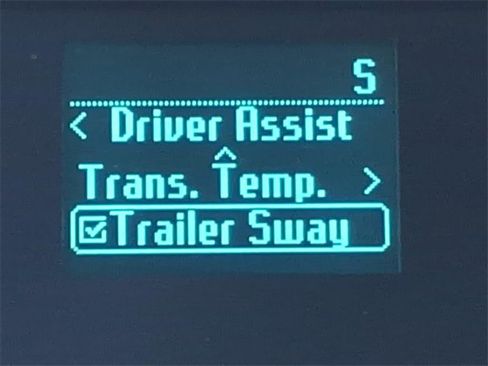 S
< Driver Assist
Trans. Temp. >
Trailer Sway